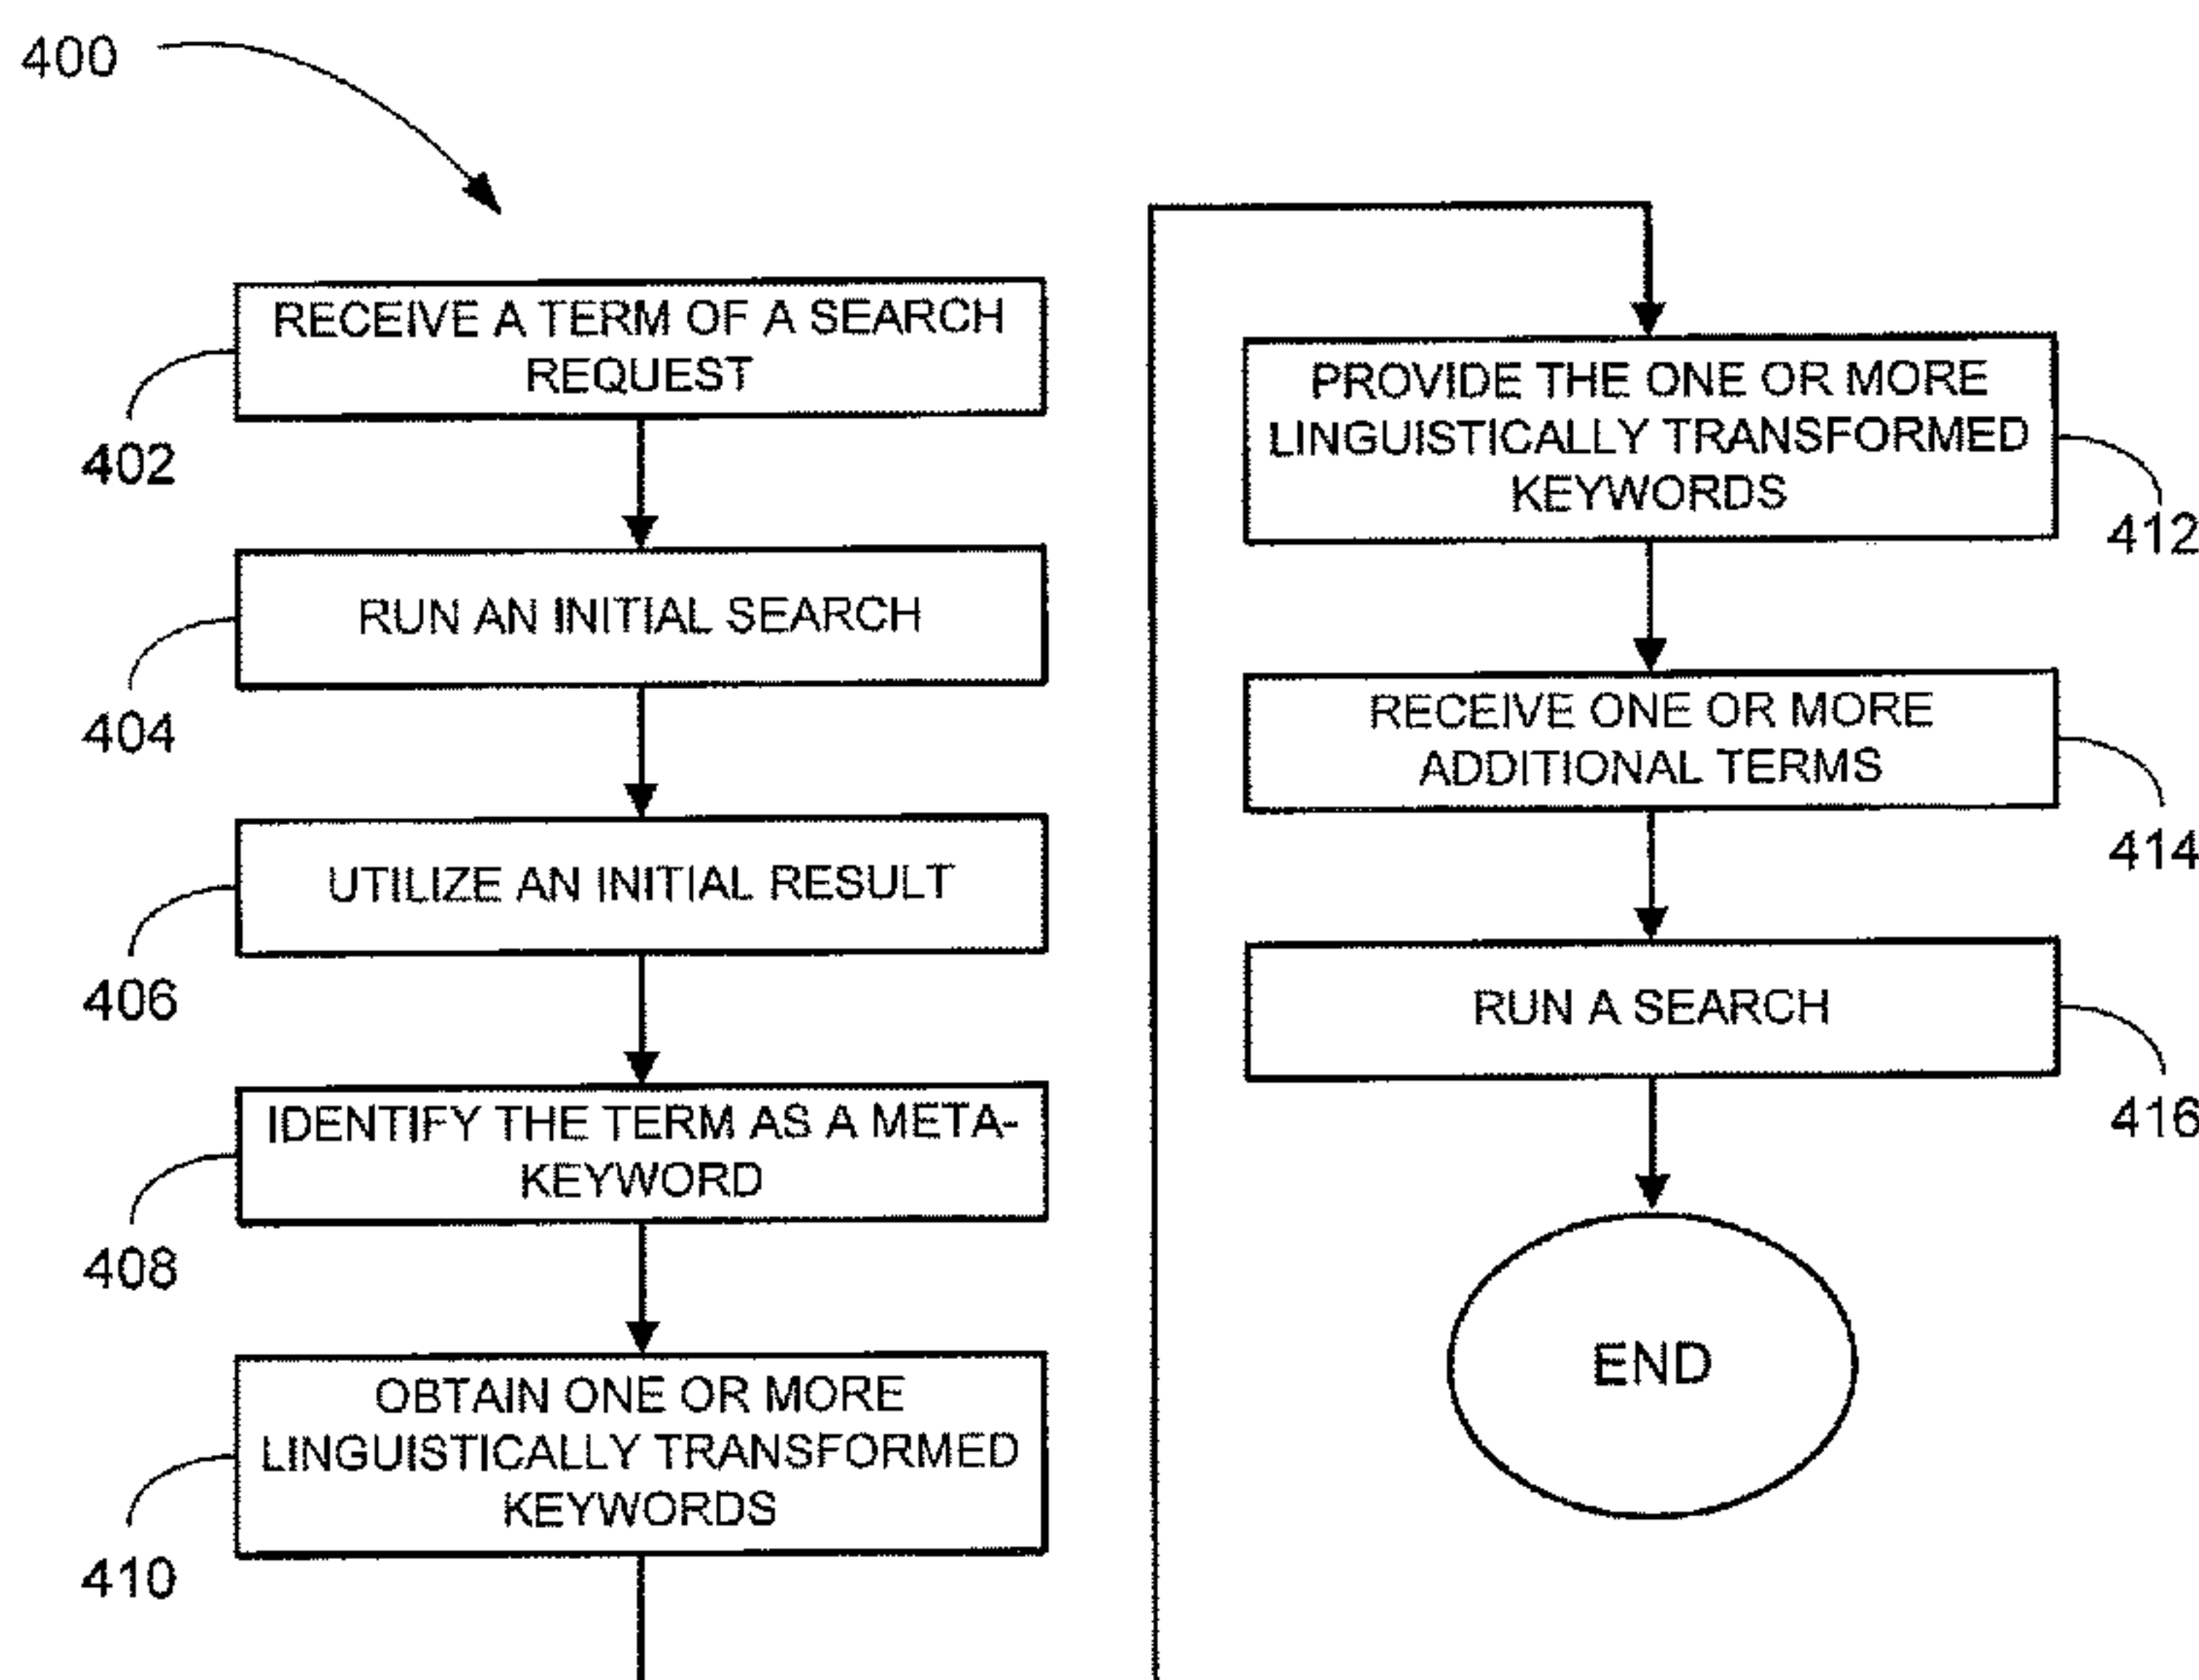 400
RECEIVE A TERM OF A SEARCH
REQUEST
402
RUN AN INITIAL SEARCH
404
UTILIZE AN INITIAL RESULT
406
IDENTIFY THE TERM AS A META-
KEYWORD
408
OBTAIN ONE OR MORE
LINGUISTICALLY TRANSFORMED
KEYWORDS
410
PROVIDE THE ONE OR MORE
LINGUISTICALLY TRANSFORMED
KEYWORDS
412
RECEIVE ONE OR MORE
ADDITIONAL TERMS
414
RUN A SEARCH
416
END